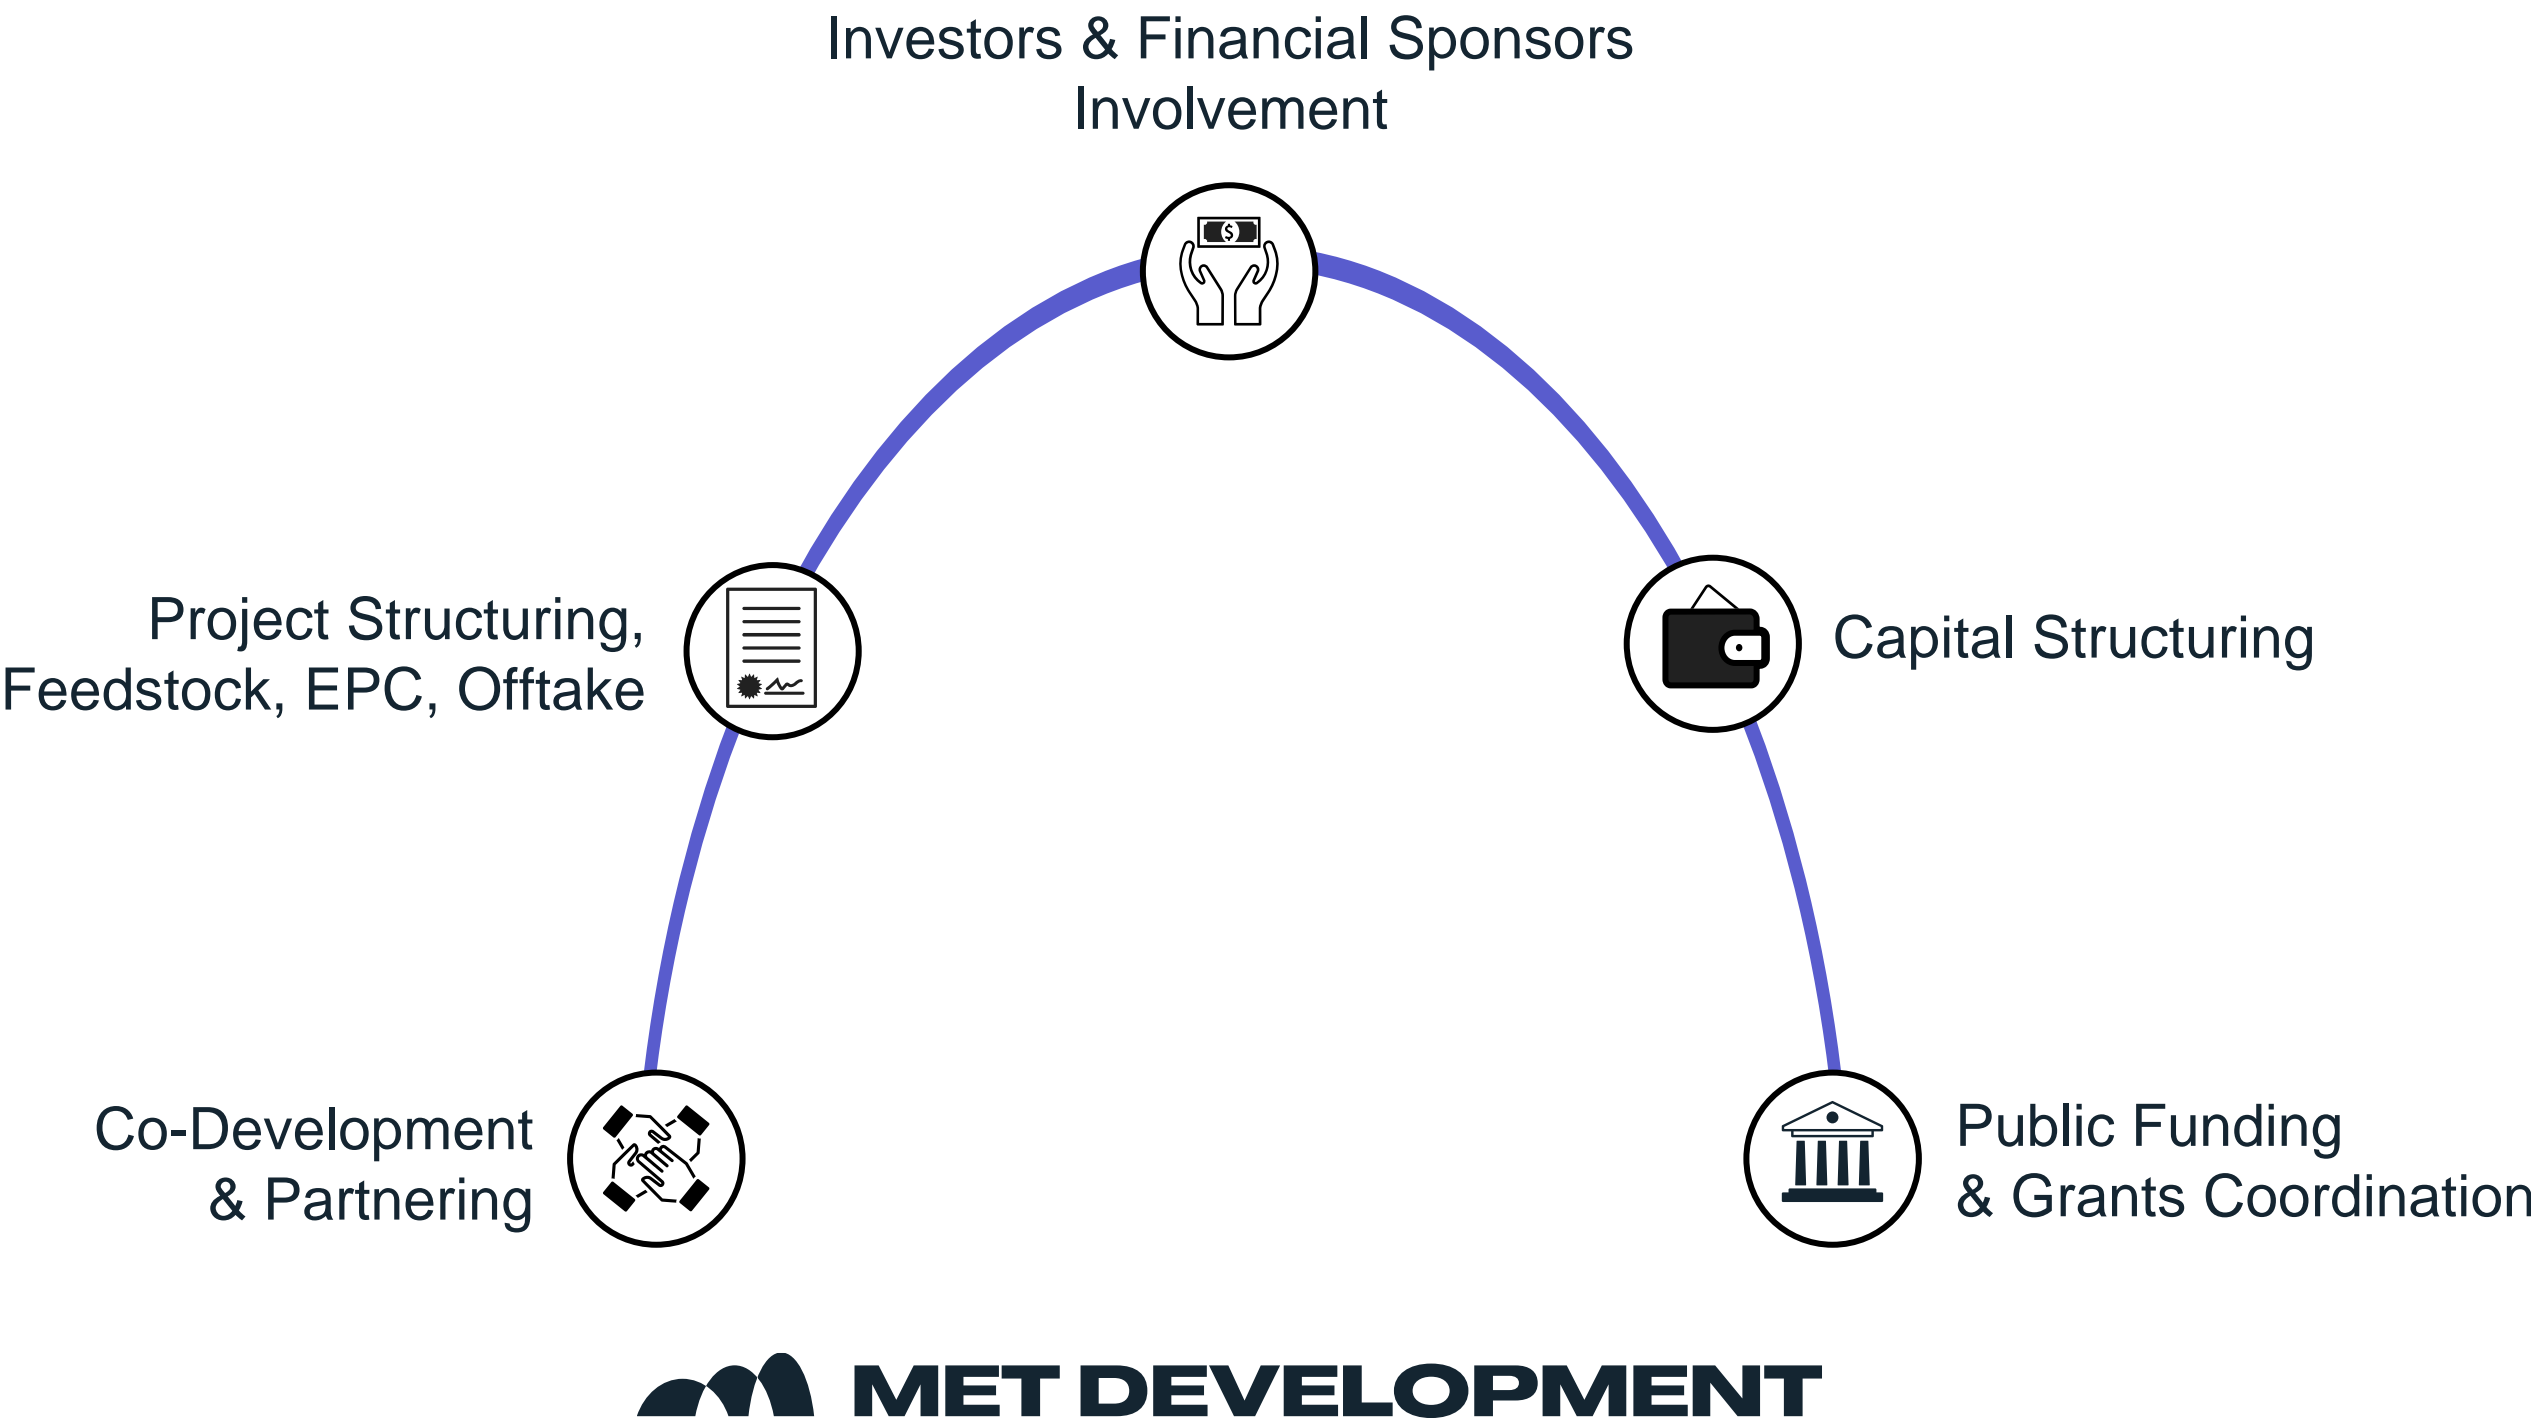 Investors & Financial Sponsors
Involvement
$
Project Structuring,
Feedstock, EPC, Offtake
Capital Structuring
Co-Development
& Partnering
Public Funding
& Grants Coordination
MET DEVELOPMENT